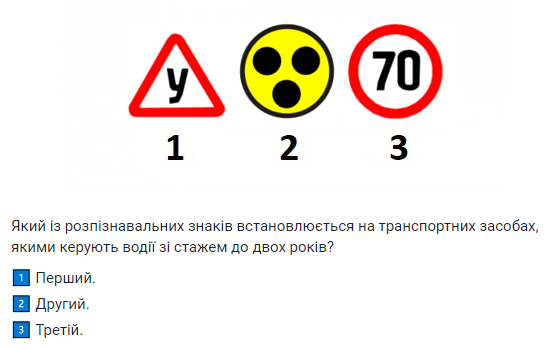 У 70
1 2 3
Який із розпізнавальних знаків встановлюється на транспортних засобах,
якими керують водії зі стажем до двох років?
1 Перший.
2 Другий.
3 Третій.